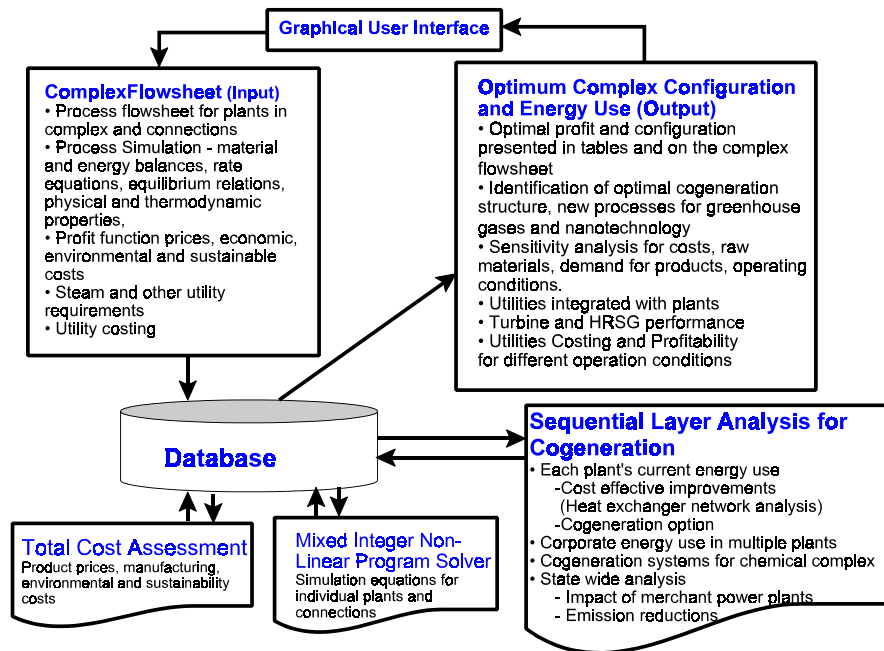 Graphical User Interface
ComplexFlowsheet (Input)
• Process flowsheet for plants in
complex and connections
• Process Simulation - material
and energy balances, rate
equations, equilibrium relations,
physical and thermodynamic
properties,
• Profit function prices, economic,
environmental and sustainable
costs
• Steam and other utility
requirements
• Utility costing
Optimum Complex Configuration
and Energy Use (Output)
• Optimal profit and configuration
presented in tables and on the complex
flowsheet
• Identification of optimal cogeneration
structure, new processes for greenhouse
gases and nanotechnology
• Sensitivity analysis for costs, raw
materials, demand for products, operating
conditions.
• Utilities integrated with plants
• Turbine and HRSG performance
• Utilities Costing and Profitability
for different operation conditions
Database
Sequential Layer Analysis for
Cogeneration
• Each plant's current energy use
-Cost effective improvements
(Heat exchanger network analysis)
-Cogeneration option
• Corporate energy use in multiple plants
• Cogeneration systems for chemical complex
• State wide analysis
- Impact of merchant power plants
- Emission reductions
Total Cost Assessment
Product prices, manufacturing,
environmental and sustainability
costs
Mixed Integer Non-
Linear Program Solver
Simulation equations for
individual plants and
connections